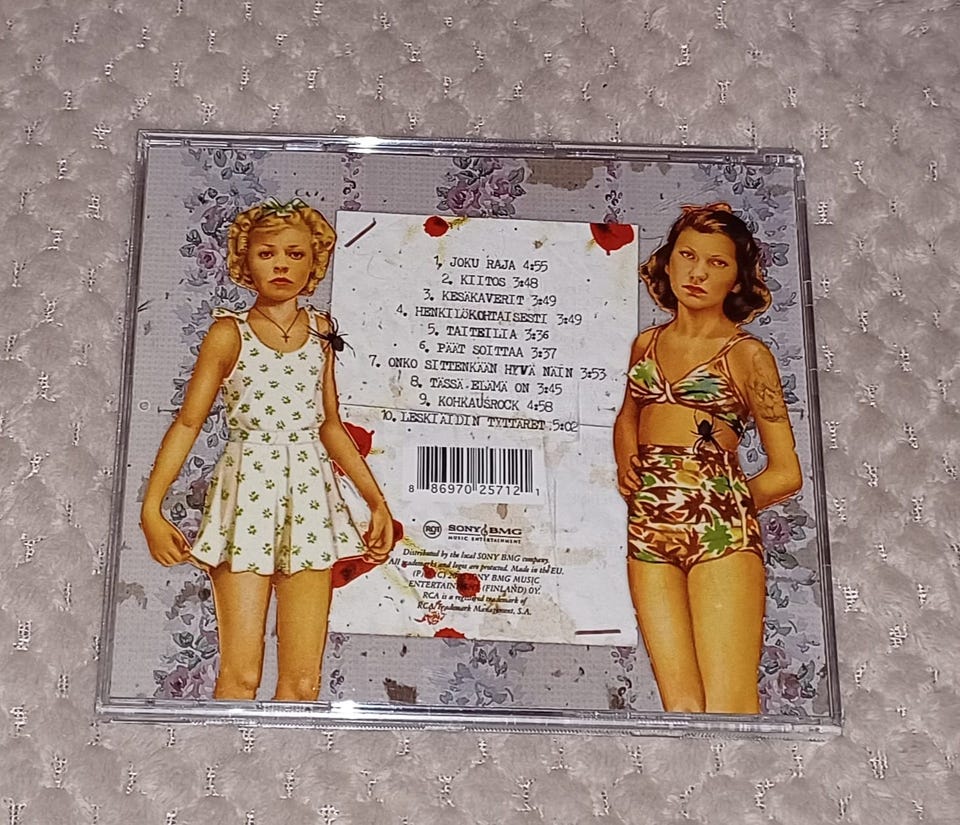 1. JOKU RAJA 4:55
2. KIITOS 3:48
3. KESÄKAVERIT 3:49
4. HENKILÖKOHTAISESTI 3:49
5. TAITEILIA 3:36
6. PÄÄT SOITTAA 3:37
7. ONKO SITTENKÄÄN HYVÄ NÄIN 3:53
8. TÄSSÄ ELÄMÄ ON 3:45
9. KOHKAUSROCK 4:58
10. LESKIÄIDIN TYTTÄRET 5:02
8 86970 25712 1
RCA SONY BMG
MUSIC ENTERTAINMENT
Distributed by the local SONY BMG company.
All trademarks and logos are protected. Made in the EU.
SONY BMG MUSIC
ENTERTAINMENT (FINLAND) OY.
RCA is a registered trademark of
RCA Trademark Management, S.A.